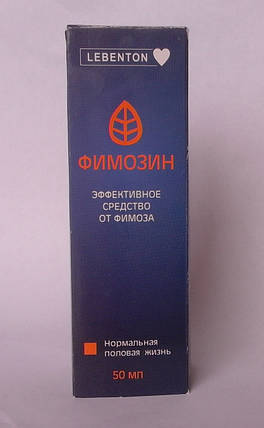 LEBENTON
ФИМОЗИН
ЭФФЕКТИВНОЕ
СРЕДСТВО
ОТ ФИМОЗА
Нормальная
половая жизнь
50 мл